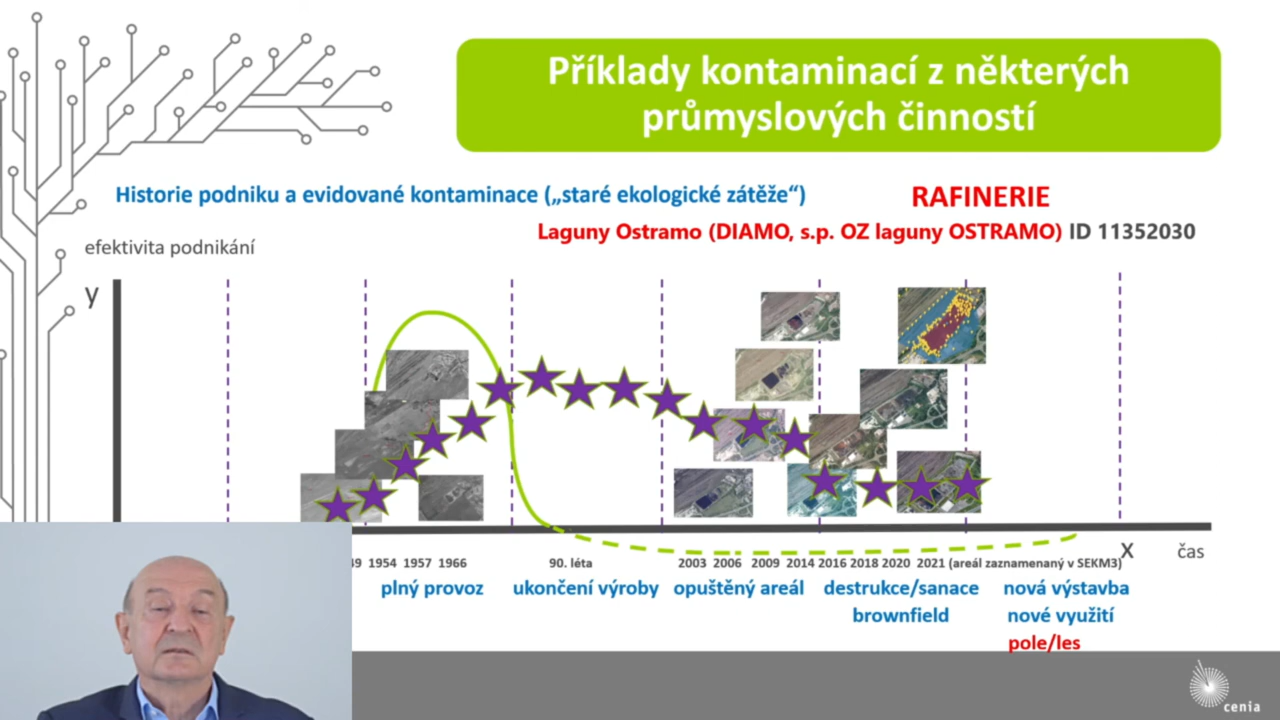 Příklady kontaminací z některých
průmyslových činností
Historie podniku a evidované kontaminace („staré ekologické zátěže“)
RAFINERIE
Laguny Ostramo (DIAMO, s.p. OZ laguny OSTRAMO) ID 11352030
efektivita podnikání
y
X
čas
1954 1957 1966
90. léta
2003 2006 2009 2014 2016 2018 2020 2021 (areál zaznamenaný v SEKM3)
plný provoz
ukončení výroby
opuštěný areál
destrukce/sanace
brownfield
nová výstavba
nové využití
pole/les
cenia